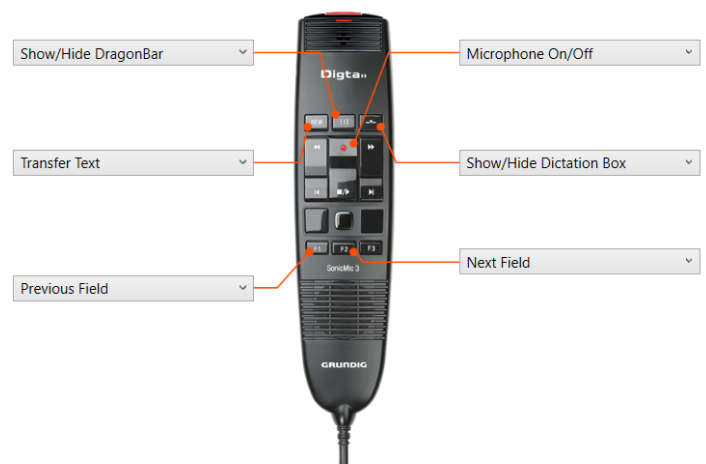 Show/Hide DragonBar
Microphone On/Off
Digta
NEW
Transfer Text
Show/Hide Dictation Box
F1
F2
F3
Next Field
SonicMic 3
Previous Field
GRUNDIG